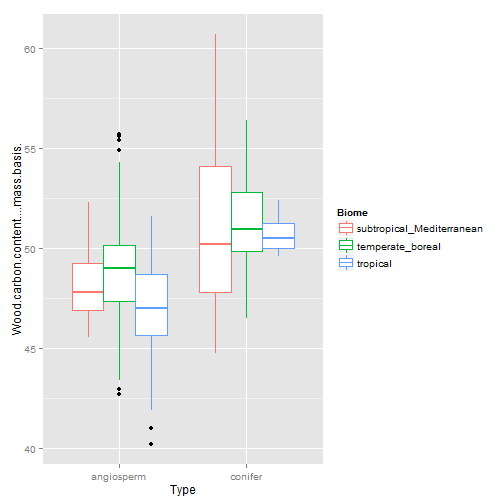 Wood.carbon.content...mass.basis.
60
55
50
45
40
angiosperm
conifer
Type
Biome
subtropical_Mediterranean
temperate_boreal
tropical